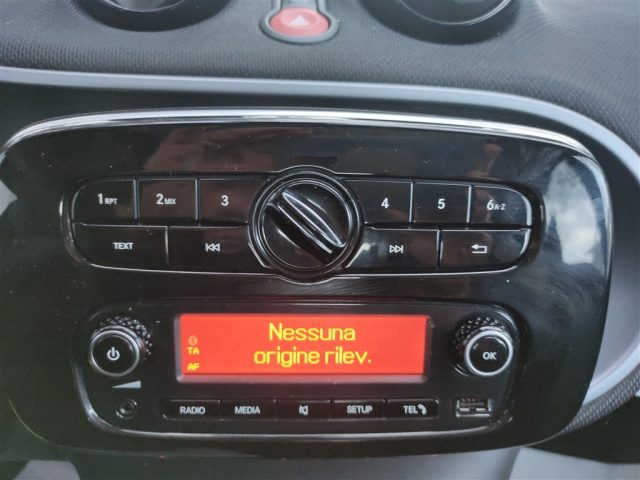 1RPT 2MIX 3 4 5 6A-Z
TEXT
Nessuna
TA origine rilev.
AF
OK
RADIO MEDIA SETUP TEL